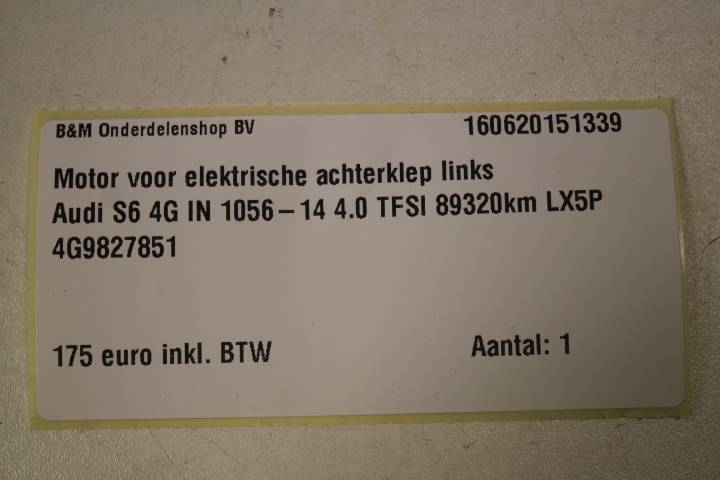 B&M Onderdelenshop BV 160620151339
Motor voor elektrische achterklep links
Audi S6 4G IN 1056-14 4.0 TFSI 89320km LX5P
4G9827851
175 euro inkl. BTW Aantal: 1